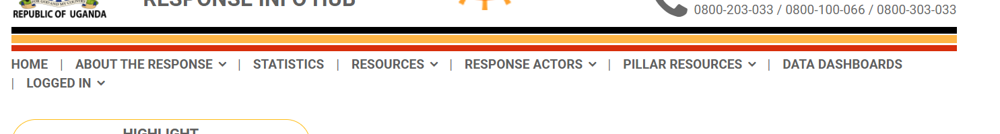 FOR GOD AND MY COUNTRY
REPUBLIC OF UGANDA
RESPONSE INFO HUB
0800-203-033 / 0800-100-066 / 0800-303-033
HOME | ABOUT THE RESPONSE | STATISTICS | RESOURCES | RESPONSE ACTORS | PILLAR RESOURCES | DATA DASHBOARDS
| LOGGED IN
HIGHLIGHT